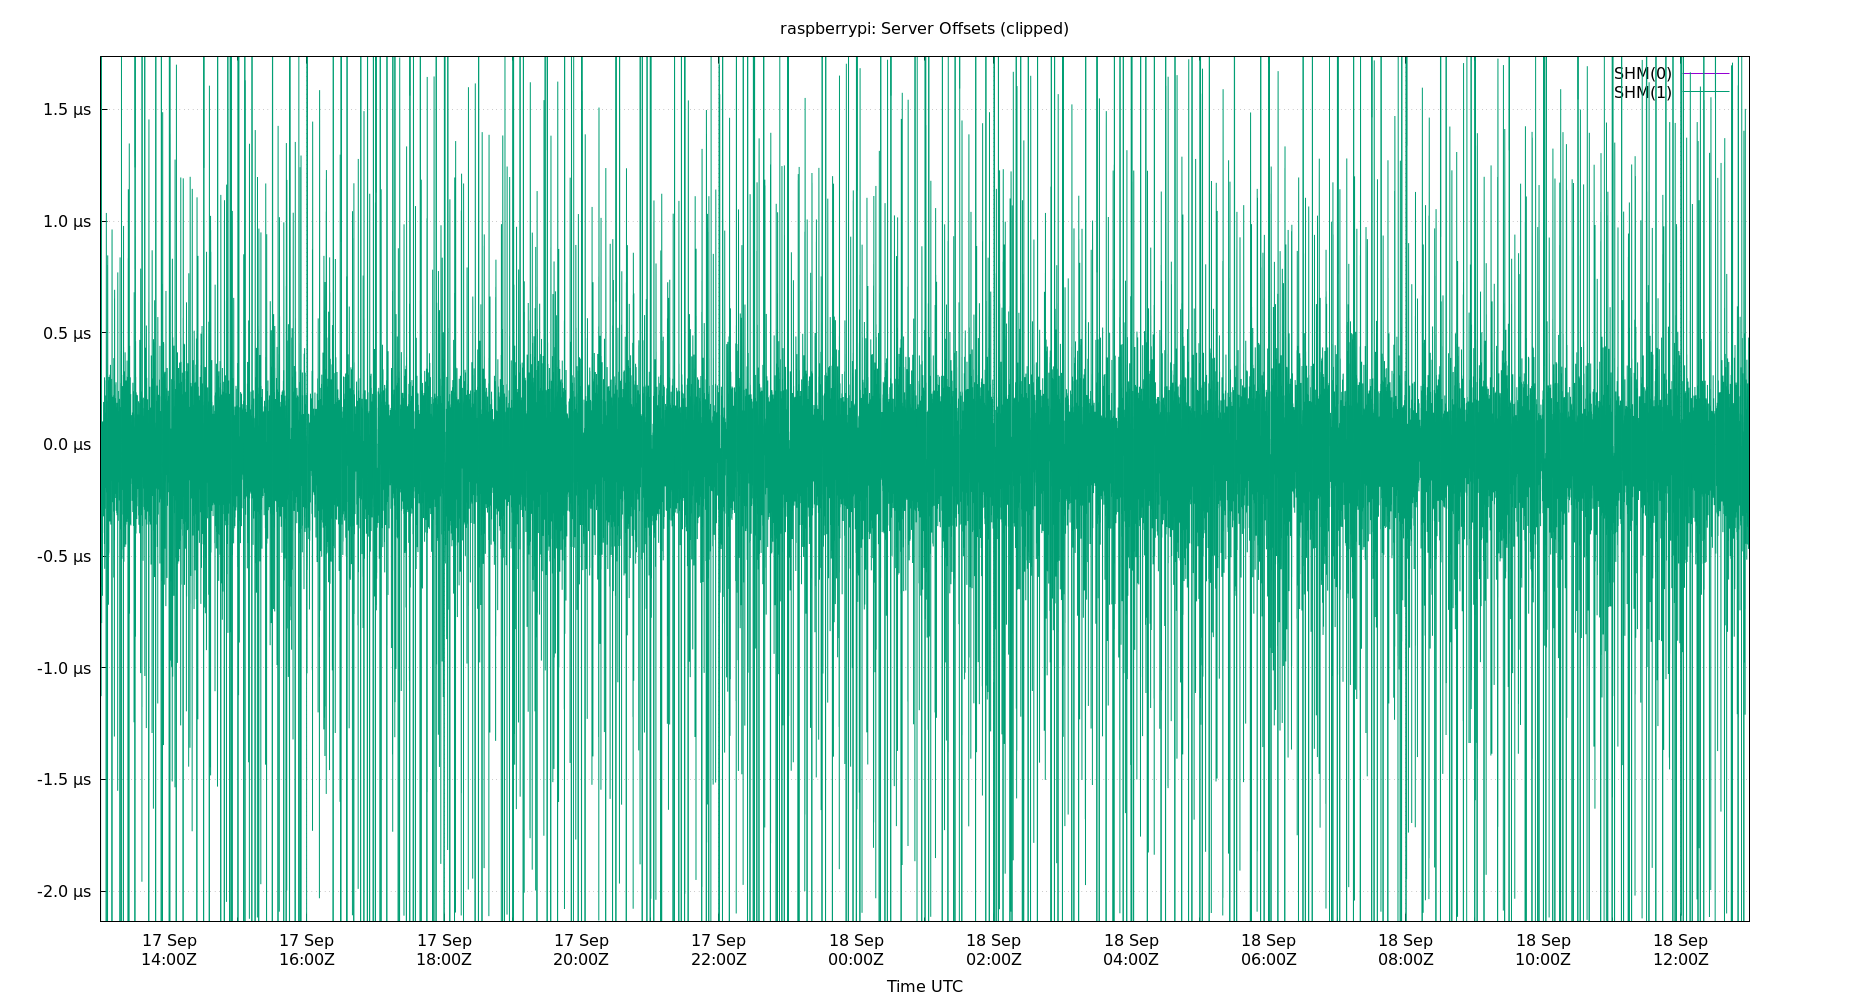 raspberrypi: Server Offsets (clipped)
SHM(0)
SHM(1)
1.5 µs
1.0 µs
0.5 µs
0.0 µs
-0.5 µs
-1.0 µs
-1.5 µs
-2.0 µs
17 Sep 17 Sep 17 Sep 17 Sep 17 Sep 18 Sep 18 Sep 18 Sep 18 Sep 18 Sep 18 Sep 18 Sep
14:00Z 16:00Z 18:00Z 20:00Z 22:00Z 00:00Z 02:00Z 04:00Z 06:00Z 08:00Z 10:00Z 12:00Z
Time UTC